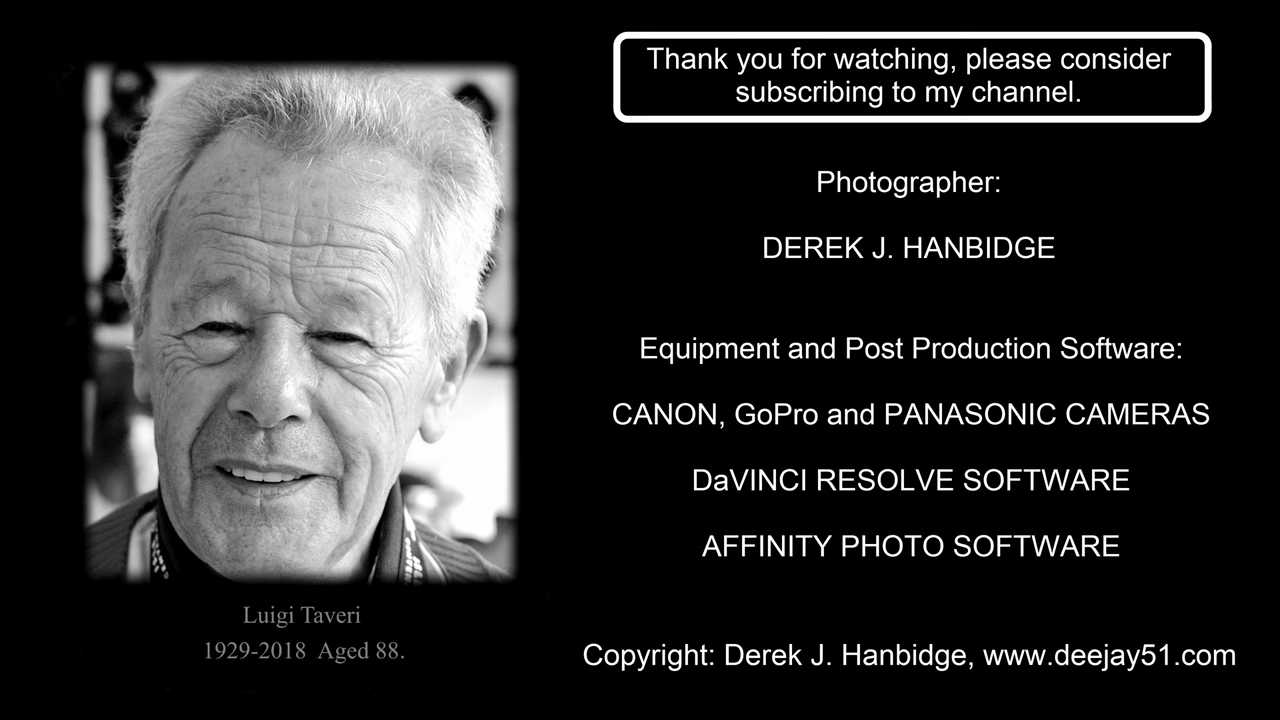 Thank you for watching, please consider
subscribing to my channel.
Photographer:
DEREK J. HANBIDGE
Equipment and Post Production Software:
CANON, GoPro and PANASONIC CAMERAS
DaVINCI RESOLVE SOFTWARE
AFFINITY PHOTO SOFTWARE
Copyright: Derek J. Hanbidge, www.deejay51.com
Luigi Taveri
1929-2018 Aged 88.